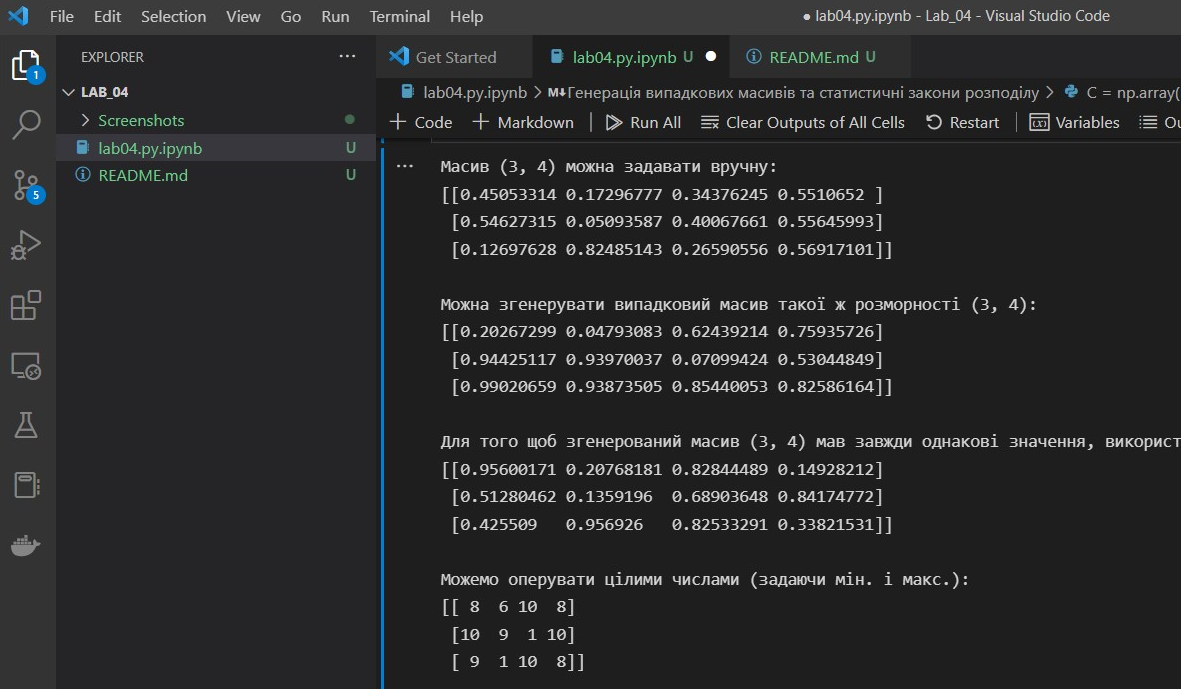 File Edit Selection View Go Run Terminal Help ● lab04.py.ipynb - Lab_04 - Visual Studio Code
EXPLORER ···
Get Started lab04.py.ipynb U ● README.md U
LAB_04
lab04.py.ipynb > M↓Генерація випадкових масивів та статистичні закони розподілу > C = np.array(
Screenshots
+ Code + Markdown | Run All Clear Outputs of All Cells Restart | Variables Ou
lab04.py.ipynb U
README.md U
1
5
··· Масив (3, 4) можна задавати вручну:
[[0.45053314 0.17296777 0.34376245 0.5510652 ]
[0.54627315 0.05093587 0.40067661 0.55645993]
[0.12697628 0.82485143 0.26590556 0.56917101]]
Можна згенерувати випадковий масив такої ж розморності (3, 4):
[[0.20267299 0.04793083 0.62439214 0.75935726]
[0.94425117 0.93970037 0.07099424 0.53044849]
[0.99020659 0.93873505 0.85440053 0.82586164]]
Для того щоб згенерований масив (3, 4) мав завжди однакові значення, використ
[[0.95600171 0.20768181 0.82844489 0.14928212]
[0.51280462 0.1359196  0.68903648 0.84174772]
[0.425509   0.956926   0.82533291 0.33821531]]
Можемо оперувати цілими числами (задаючи мін. і макс.):
[[ 8  6 10  8]
[10  9  1 10]
[ 9  1 10  8]]